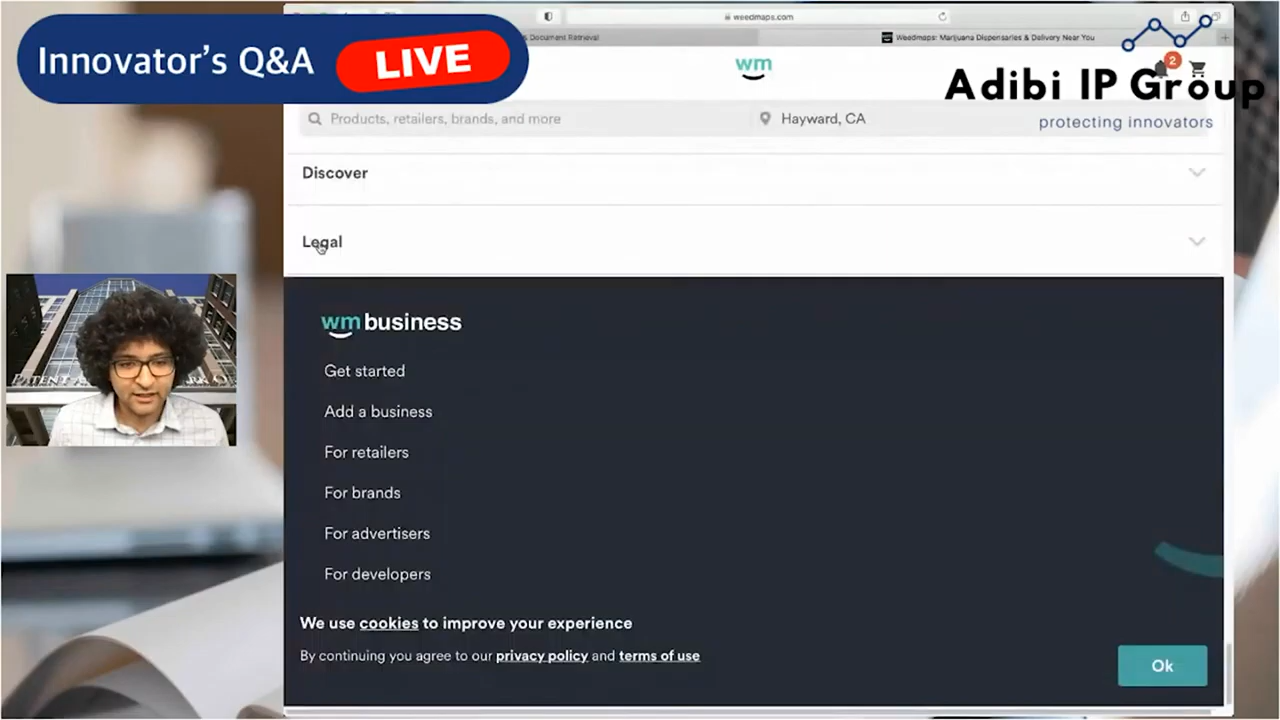 Innovator's Q&A
LIVE
weedmaps.com
& Document Retrieval
Weedmaps: Marijuana Dispensaries & Delivery Near You
wm
2
Adibi IP Group
protecting innovators
Products, retailers, brands, and more
Hayward, CA
Discover
Legal
wm business
Get started
Add a business
For retailers
For brands
For advertisers
For developers
We use cookies to improve your experience
By continuing you agree to our privacy policy and terms of use
Ok